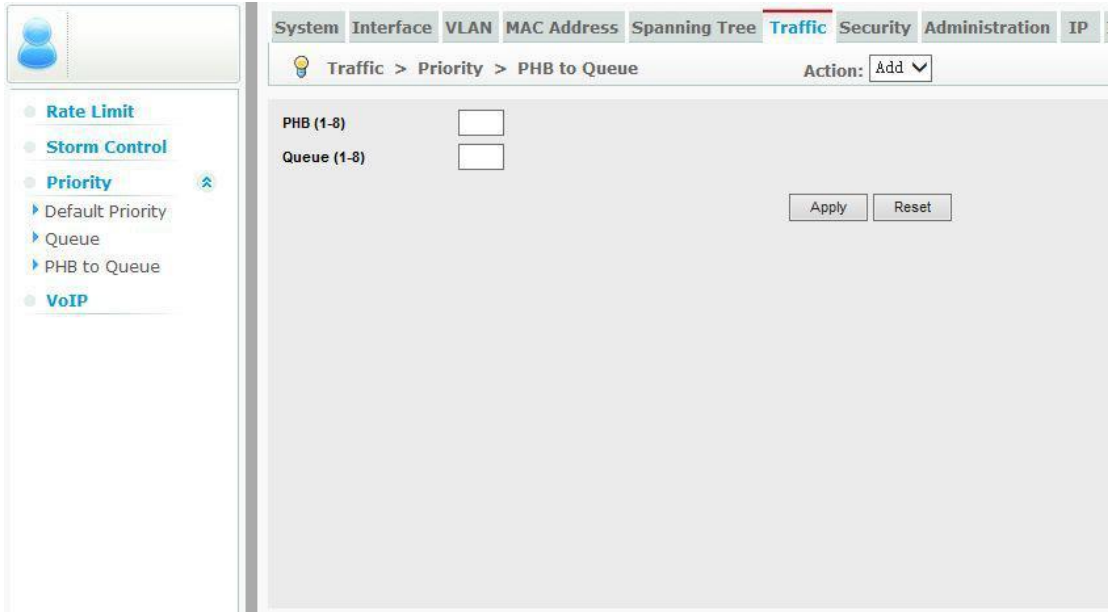 System Interface VLAN MAC Address Spanning Tree Traffic Security Administration IP
Traffic > Priority > PHB to Queue Action: Add
Rate Limit
Storm Control
Priority
Default Priority
Queue
PHB to Queue
VoIP
PHB (1-8)
Queue (1-8)
Apply Reset